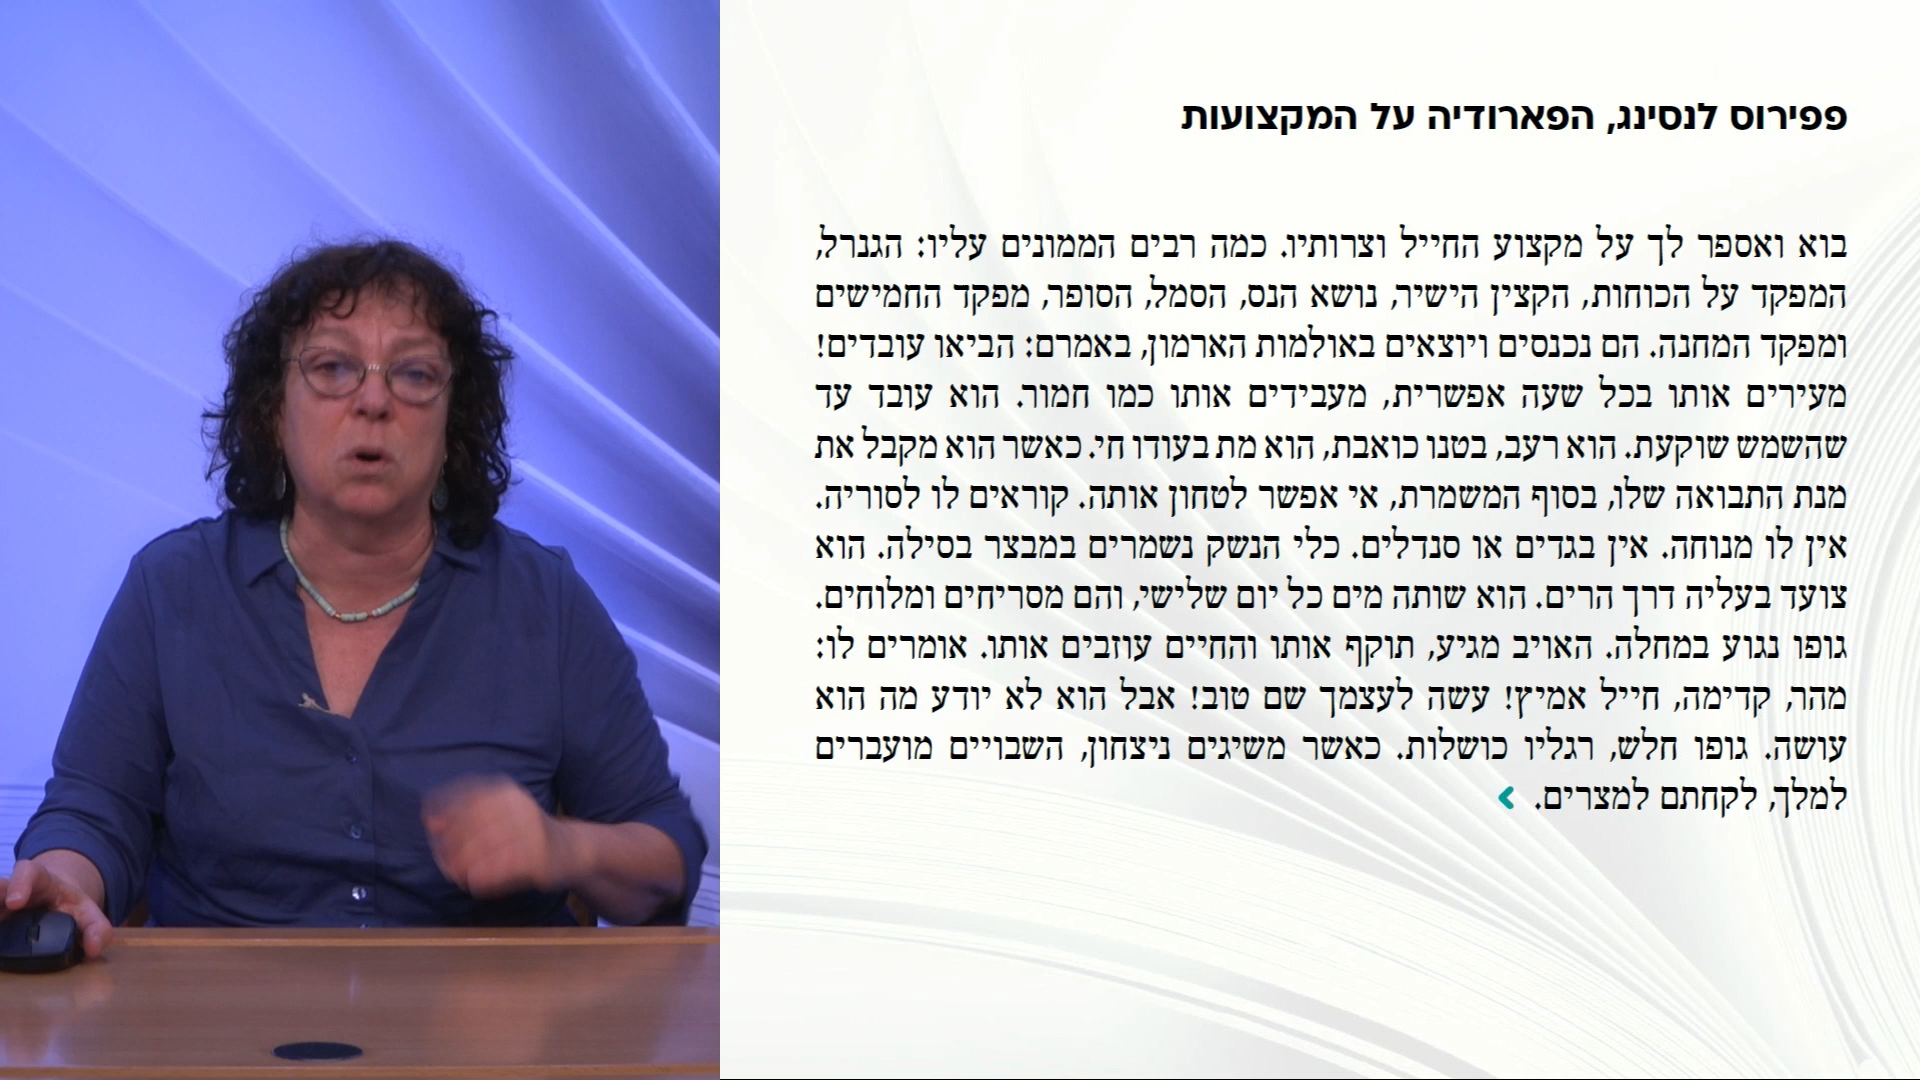 פפירוס לנסינג, הפארודיה על המקצועות
בוא ואספר לך על מקצוע החייל וצרותיו. כמה רבים הממונים עליו: הגנרל,
המפקד על הכוחות, הקצין הישיר, נושא הנס, הסמל, הסופר, מפקד החמישים
ומפקד המחנה. הם נכנסים ויוצאים באולמות הארמון, באמרם: הביאו עובדים!
מעירים אותו בכל שעה אפשרית, מעבידים אותו כמו חמור. הוא עובד עד
שהשמש שוקעת. הוא רעב, בטנו כואבת, הוא מת בעודו חי. כאשר הוא מקבל את
מנת התבואה שלו, בסוף המשמרת, אי אפשר לטחון אותה. קוראים לו לסוריה.
אין לו מנוחה. אין בגדים או סנדלים. כלי הנשק נשמרים במבצר בסילה. הוא
צועד בעליה דרך הרים. הוא שותה מים כל יום שלישי, והם מסריחים ומלוחים.
גופו נגוע במחלה. האויב מגיע, תוקף אותו והחיים עוזבים אותו. אומרים לו:
מהר, קדימה, חייל אמיץ! עשה לעצמך שם טוב! אבל הוא לא יודע מה הוא
עושה. גופו חלש, רגליו כושלות. כאשר משיגים ניצחון, השבויים מועברים
למלך, לקחתם למצרים.